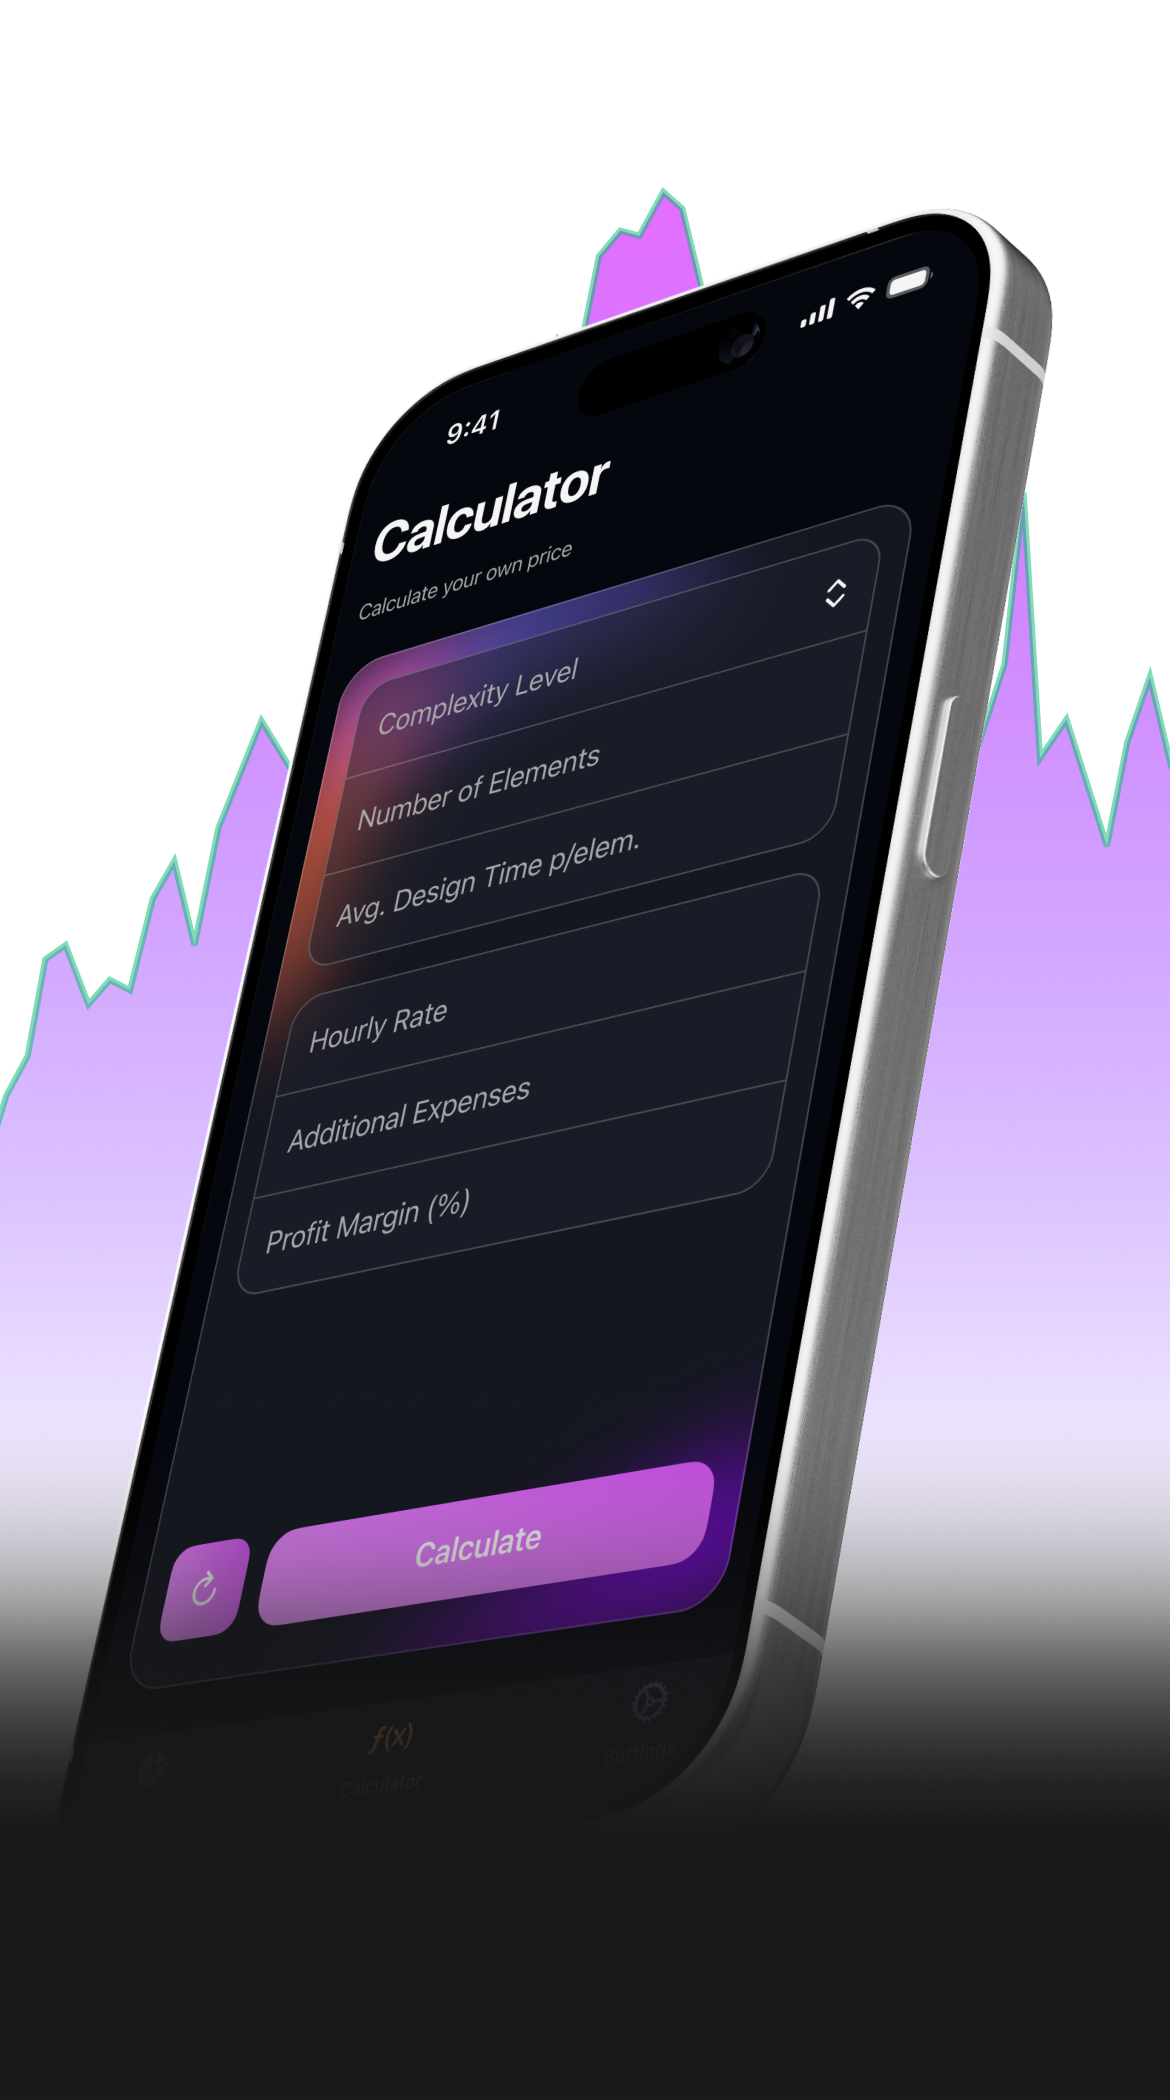 9:41
Calculator
Calculate your own price
Complexity Level
Number of Elements
Avg. Design Time p/elem.
Hourly Rate
Additional Expenses
Profit Margin (%)
Calculate
f(x)
Calculator
Settings